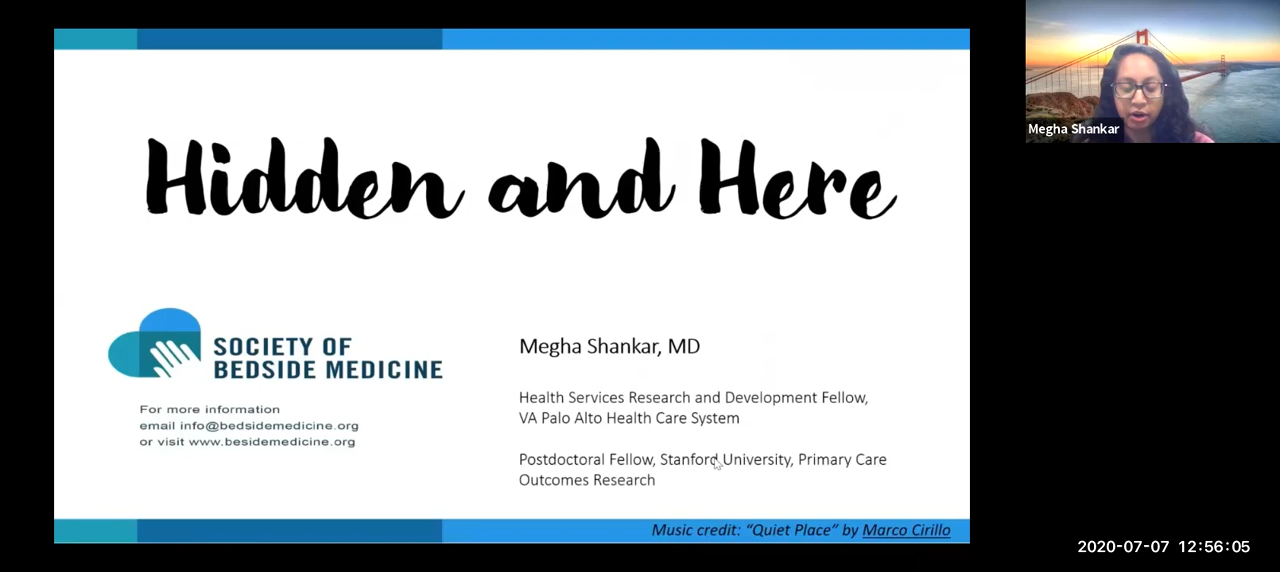 Hidden and Here
SOCIETY OF
BEDSIDE MEDICINE
For more information
email info@bedsidemedicine.org
or visit www.besidemedicine.org
Megha Shankar, MD
Health Services Research and Development Fellow,
VA Palo Alto Health Care System
Postdoctoral Fellow, Stanford University, Primary Care
Outcomes Research
Music credit: “Quiet Place” by Marco Cirillo
Megha Shankar
2020-07-07 12:56:05